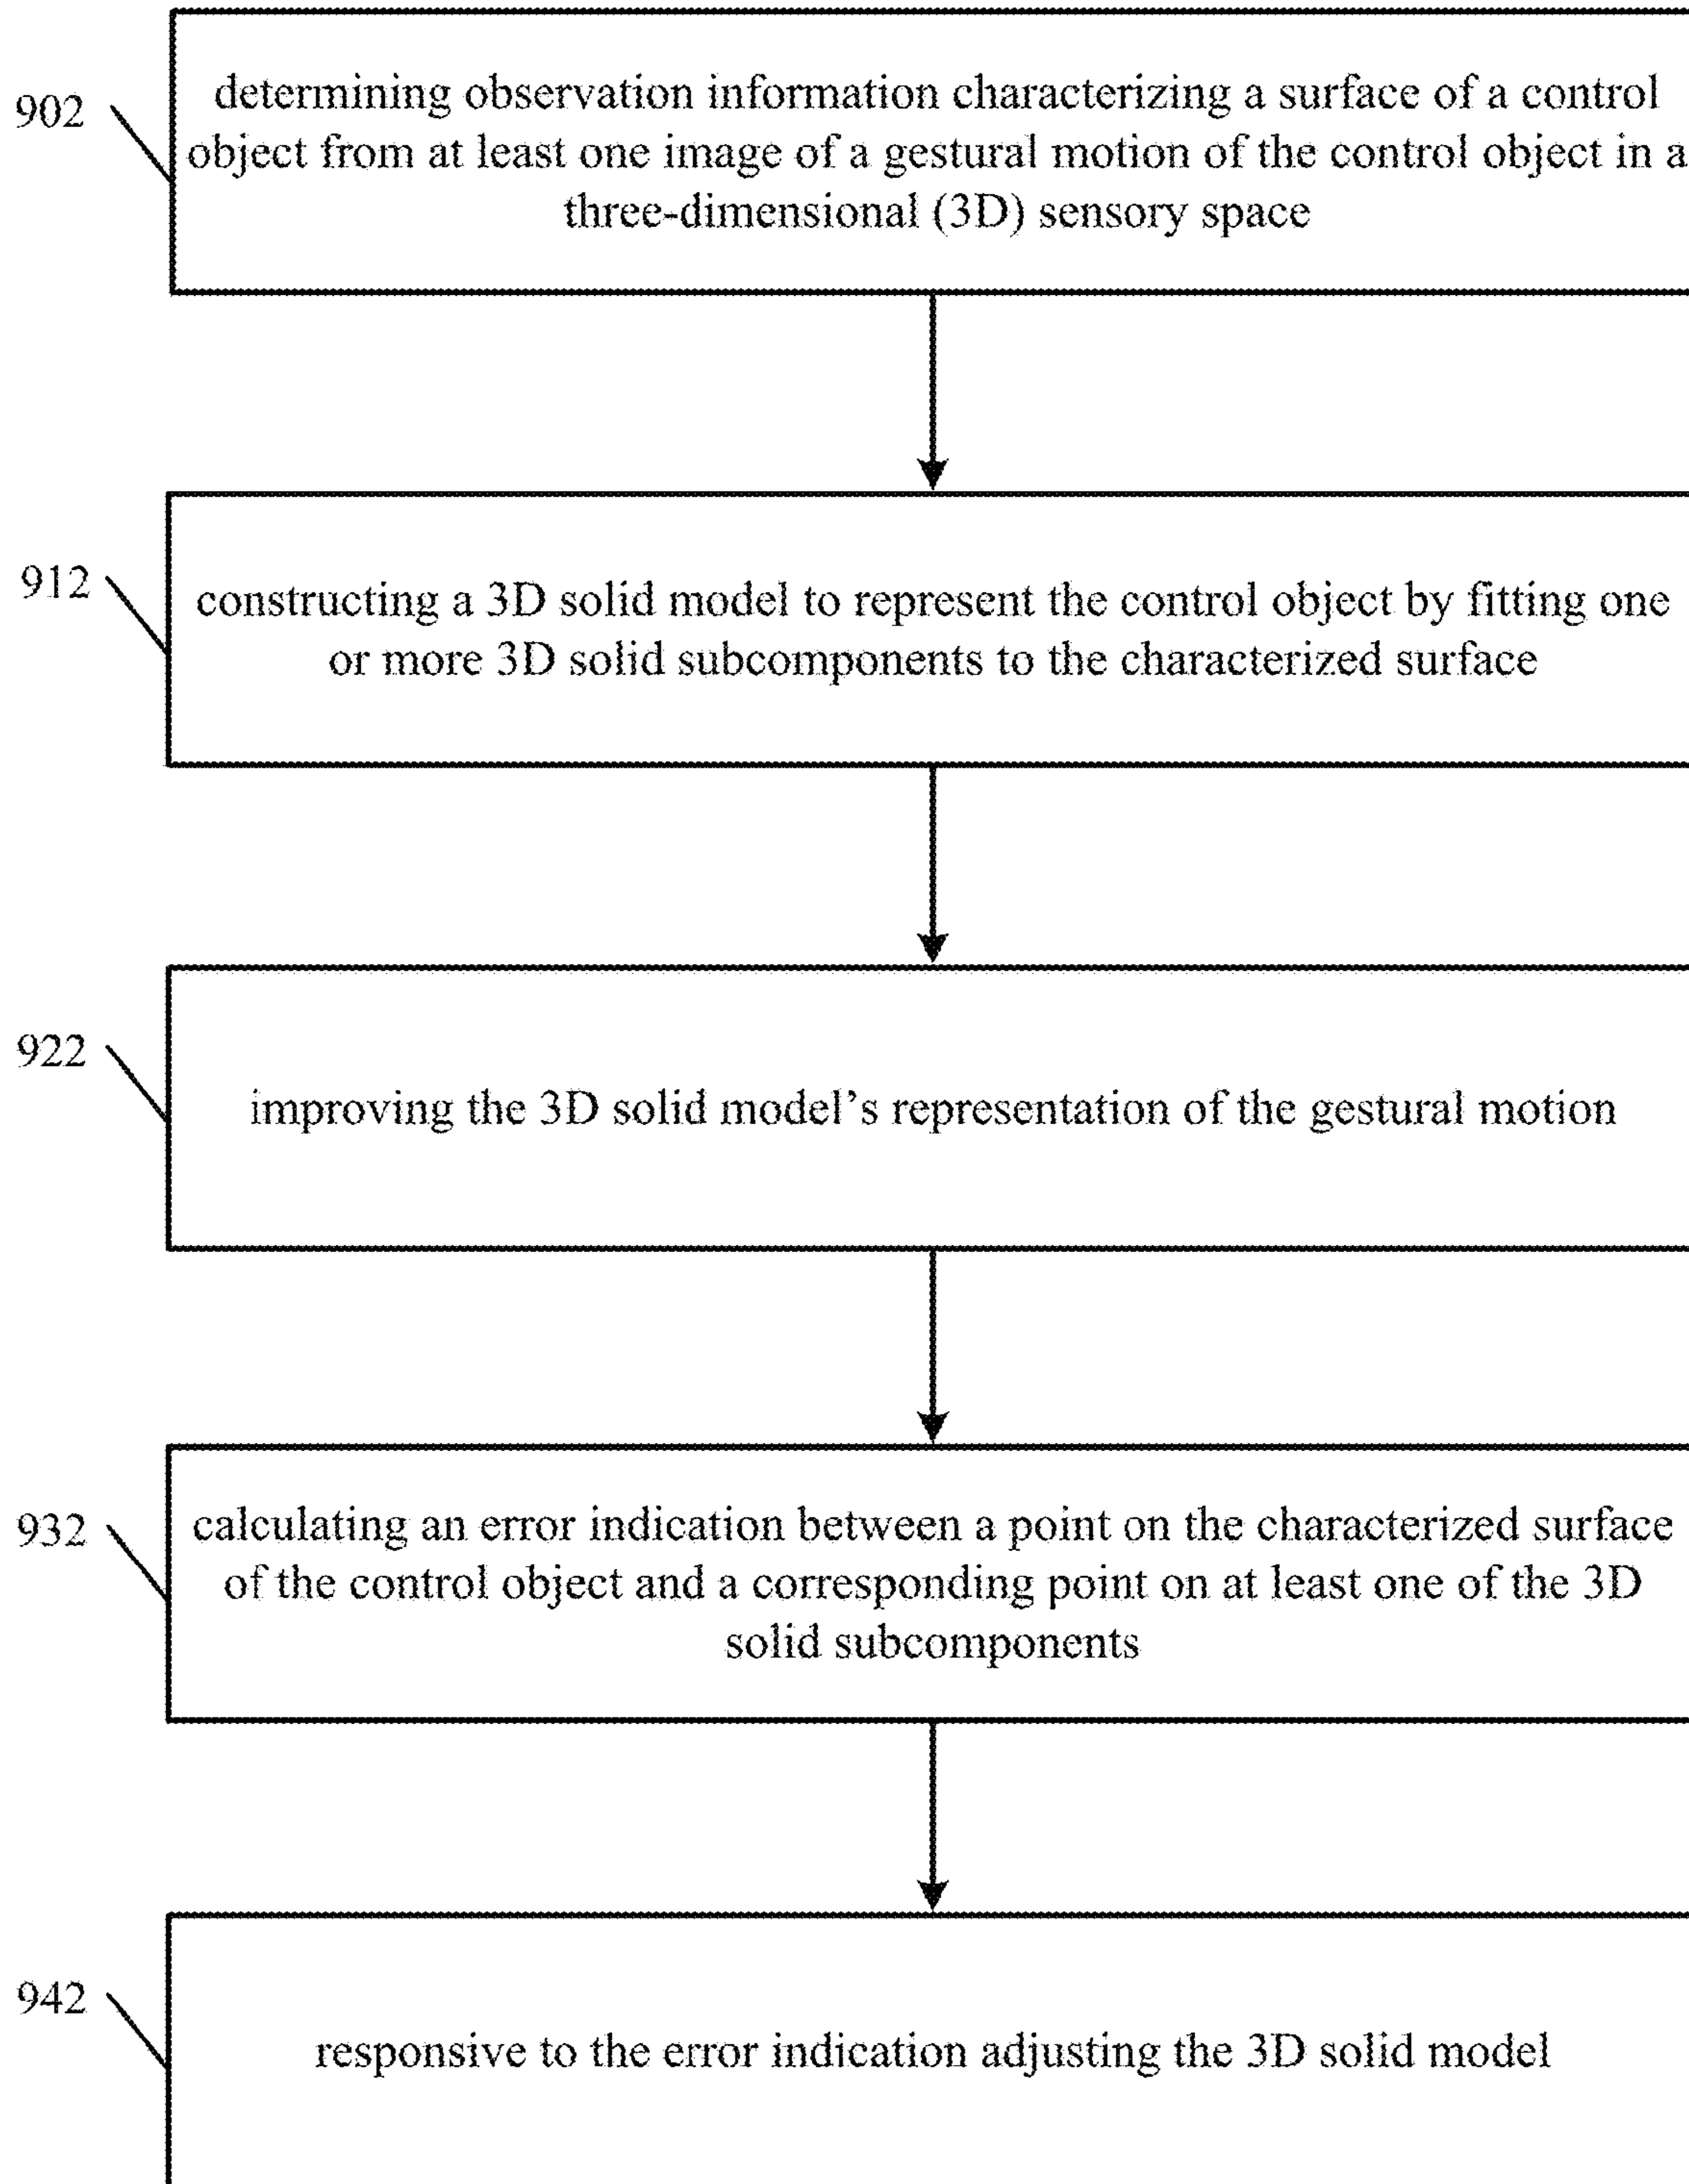 902
determining observation information characterizing a surface of a control
object from at least one image of a gestural motion of the control object in a
three-dimensional (3D) sensory space
912
constructing a 3D solid model to represent the control object by fitting one
or more 3D solid subcomponents to the characterized surface
922
improving the 3D solid model’s representation of the gestural motion
932
calculating an error indication between a point on the characterized surface
of the control object and a corresponding point on at least one of the 3D
solid subcomponents
942
responsive to the error indication adjusting the 3D solid model